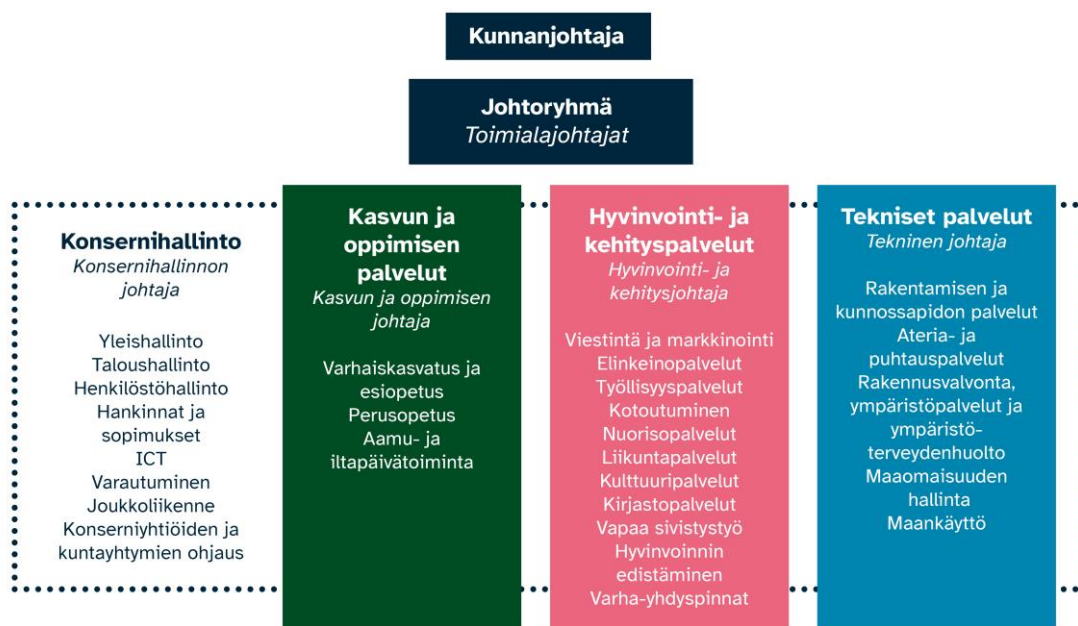 Kunnanjohtaja
Johtoryhmä
Toimialajohtajat
Konsernihallinto
Konsernihallinnon
johtaja
Yleishallinto
Taloushallinto
Henkilöstöhallinto
Hankinnat ja
sopimukset
ICT
Varautuminen
Joukkoliikenne
Konserniyhtiöiden ja
kuntayhtymien ohjaus
Kasvun ja
oppimisen
palvelut
Kasvun ja oppimisen
johtaja
Varhaiskasvatus ja
esiopetus
Perusopetus
Aamu- ja
iltapäivätoiminta
Hyvinvointi- ja
kehityspalvelut
Hyvinvointi- ja
kehitysjohtaja
Viestintä ja markkinointi
Elinkeinopalvelut
Työllisyyspalvelut
Kotoutuminen
Nuorisopalvelut
Liikuntapalvelut
Kulttuuripalvelut
Kirjastopalvelut
Vapaa sivistystyö
Hyvinvoinnin
edistäminen
Varha-yhdyspinnat
Tekniset palvelut
Tekninen johtaja
Rakentamisen ja
kunnossapidon palvelut
Ateria- ja
puhtauspalvelut
Rakennusvalvonta,
ympäristöpalvelut ja
ympäristö-
terveydenhuolto
Maaomaisuuden
hallinta
Maankäyttö